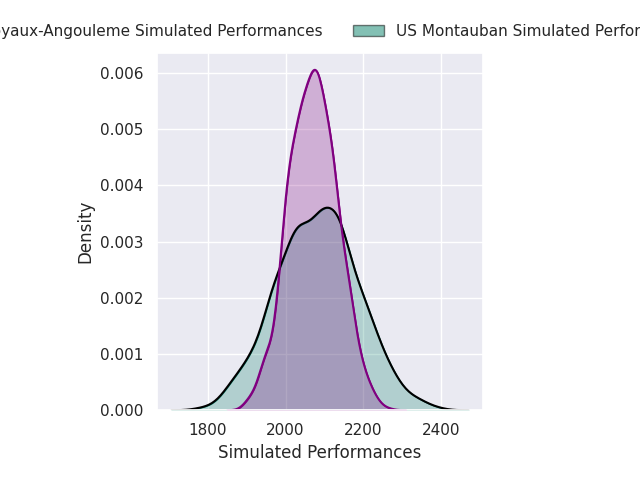 yaux-Angouleme Simulated Performances US Montauban Simulated Perfor
0.006
0.005
0.004
0.003
0.002
0.001
0.000
Density
1800 2000 2200 2400
Simulated Performances